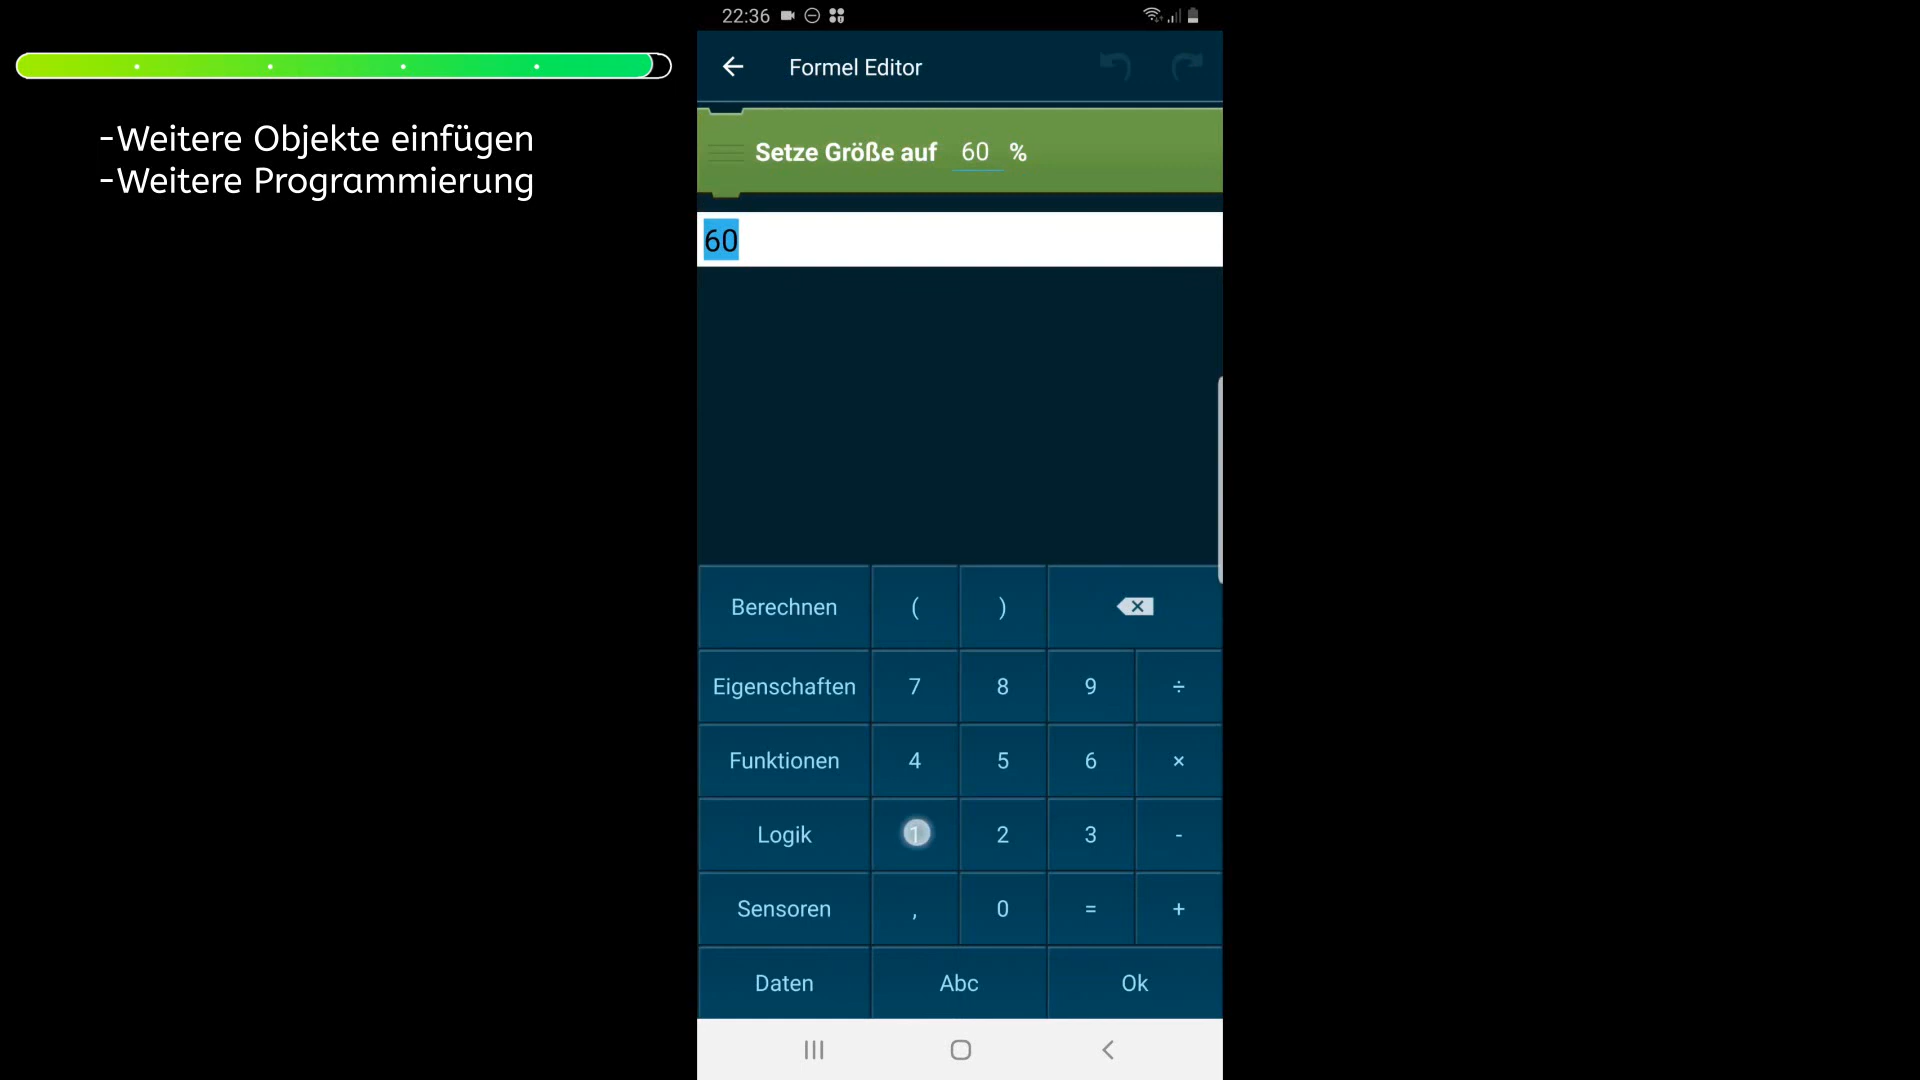 22:36
-Weitere Objekte einfügen
-Weitere Programmierung
Formel Editor
Setze Größe auf 60 %
60
Berechnen ( )
Eigenschaften 7 8 9 ÷
Funktionen 4 5 6 ×
Logik 1 2 3 -
Sensoren , 0 = +
Daten Abc Ok